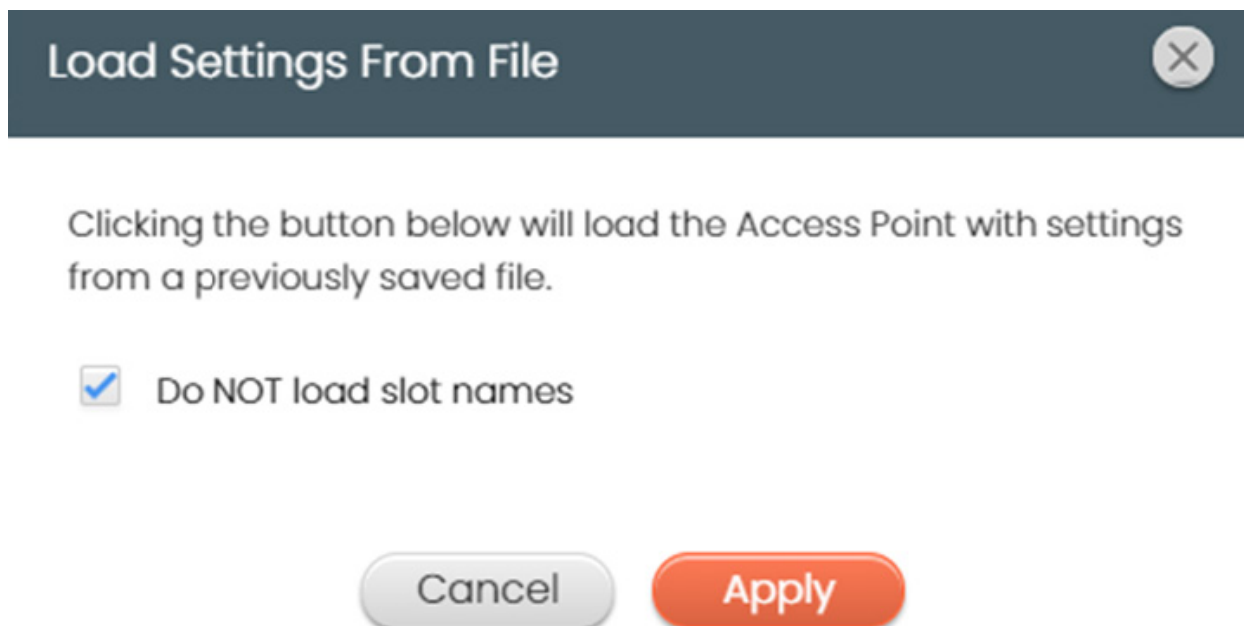 Load Settings From File
Clicking the button below will load the Access Point with settings
from a previously saved file.
Do NOT load slot names
Cancel
Apply